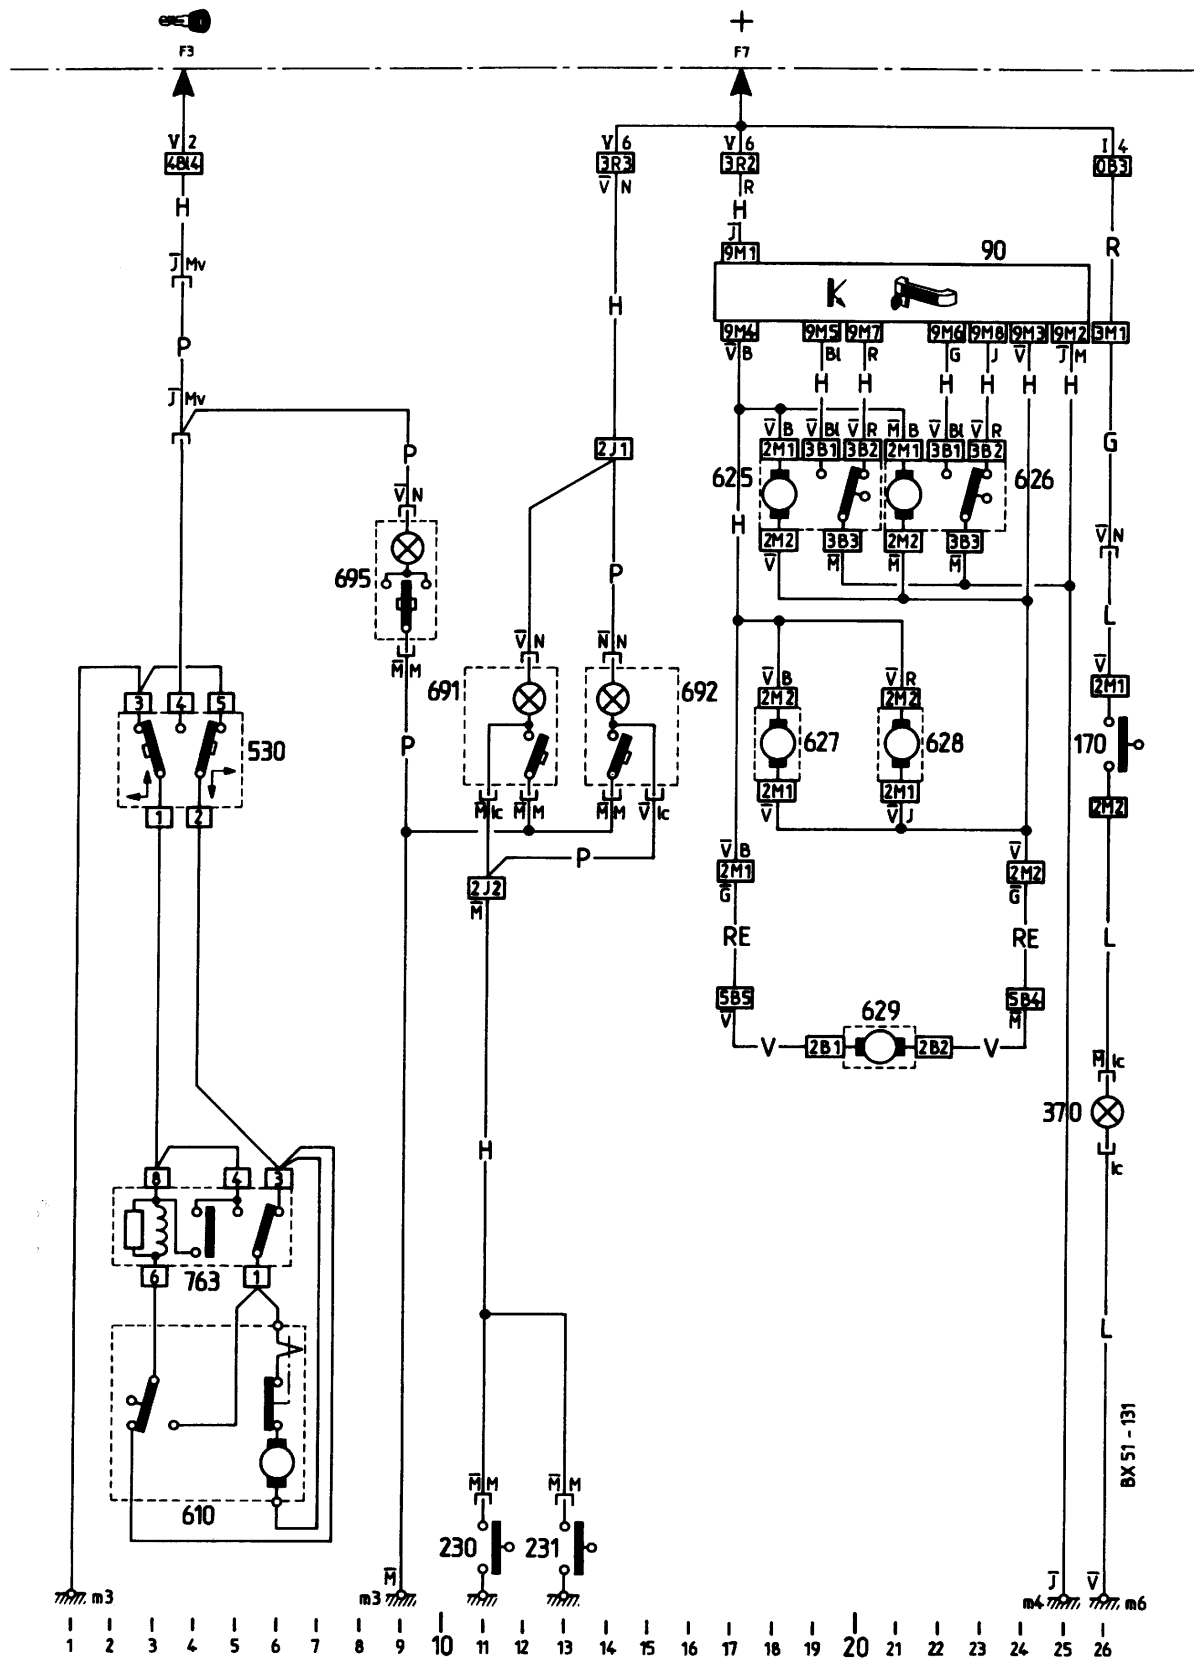 F3 F7
V 2 V 6 V 6 I 4
4Bl4 3R3 3R2 0B3
V̅ N R
H H
J̅
9M1 90 R
J̅ Mv
H
9M4 9M5 9M7 9M6 9M8 9M3 9M2 3M1
V̅ B Bl R G J V̅ J̅ M
P
H H H H H H
J̅ Mv
V̅ B V̅ Bl V̅ R M̅ B V̅ Bl V̅ R
2J1 2M1 3B1 3B2 2M1 3B1 3B2 G
P
625 626
V̅ N
H
2M2 3B3 2M2 3B3 V̅ N
V̅ M̅ M̅ M̅
695 P
L
V̅ N N̅ N
M̅ M V̅ B V̅ R V̅
691 692 2M2 2M2 2M1
3 4 5
530 P 627 628 170
2M1 2M1
1 2 M̅ Ic M̅ M M̅ M V̅ Ic V̅ V̅ J 2M2
P
V̅ B V̅
2J2 2M1 2M2
M̅ G̅ G̅
RE RE L
5B5 629 5B4
V̅ M̅
V 2B1 2B2 V
M̅ Ic
370
H
8 4 3 Ic
6 763 1
L
BX 51 - 131
M̅ M M̅ M
610
230 231
M̅ J̅ V̅
m3 m3 m4 m6
1 2 3 4 5 6 7 8 9 10 11 12 13 14 15 16 17 18 19 20 21 22 23 24 25 26